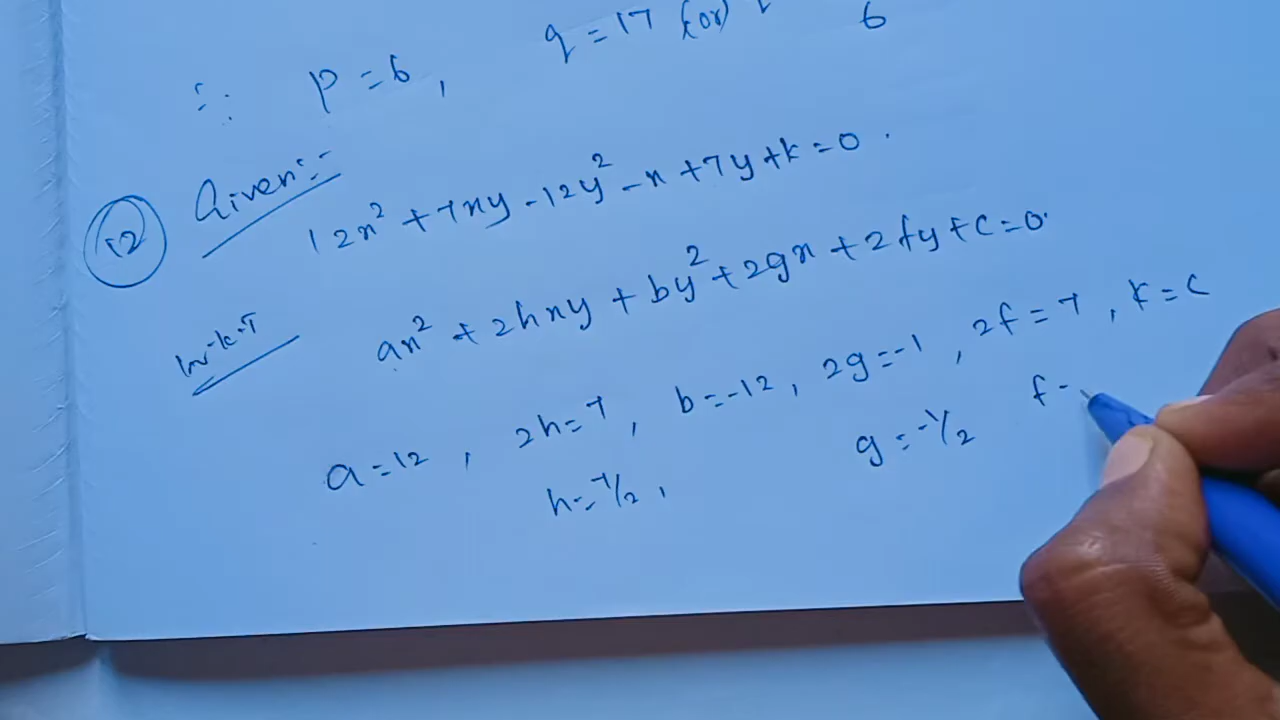 ∴ p = 6, q = 17 (or) 6
(12) Given:-
12x² + 7xy - 12y² - x + 7y + k = 0.
W.K.T ax² + 2hxy + by² + 2gx + 2fy + c = 0.
a = 12, 2h = 7, b = -12, 2g = -1, 2f = 7, k = c
h = 7/2, g = -1/2 f =